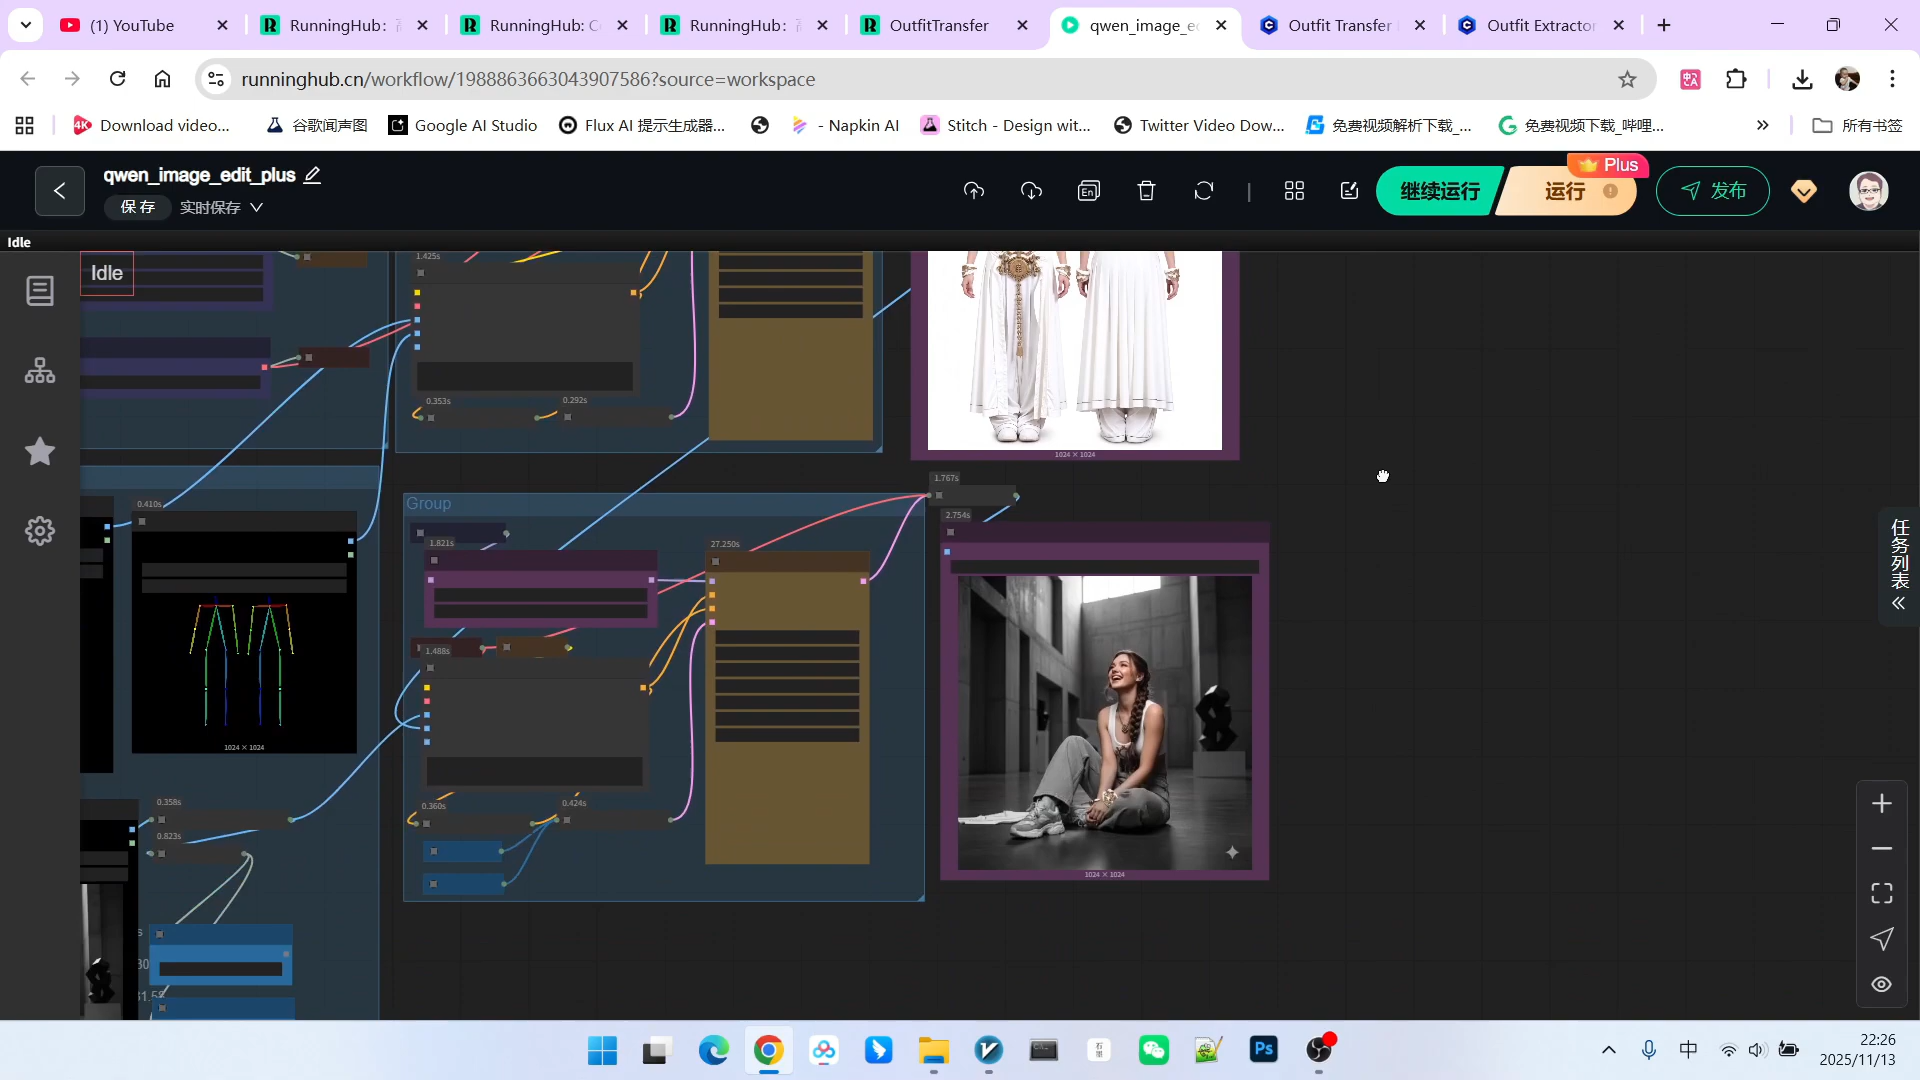 (1) YouTube
RunningHub：
RunningHub: C
RunningHub：
OutfitTransfer
qwen_image_e
Outfit Transfer
Outfit Extractor
runninghub.cn/workflow/1988863663043907586?source=workspace
Download video...
谷歌闻声图
Google AI Studio
Flux AI 提示生成器...
- Napkin AI
Stitch - Design wit...
Twitter Video Dow...
免费视频解析下载_...
免费视频下载_哔哩...
所有书签
qwen_image_edit_plus
保存
实时保存
En
继续运行
运行
Plus
发布
Idle
Idle
1.425s
0.353s
0.292s
1024 × 1024
1.767s
2.754s
0.410s
Group
1.821s
27.250s
1.488s
1024 × 1024
0.358s
0.360s
0.424s
0.823s
1024 × 1024
任务列表
Ps
中
22:26
2025/11/13